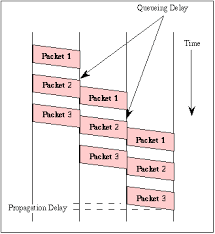 Queueing Delay
Time
Packet 1
Packet 2
Packet 1
Packet 3
Packet 2
Packet 1
Packet 3
Packet 2
Packet 3
Propagation Delay